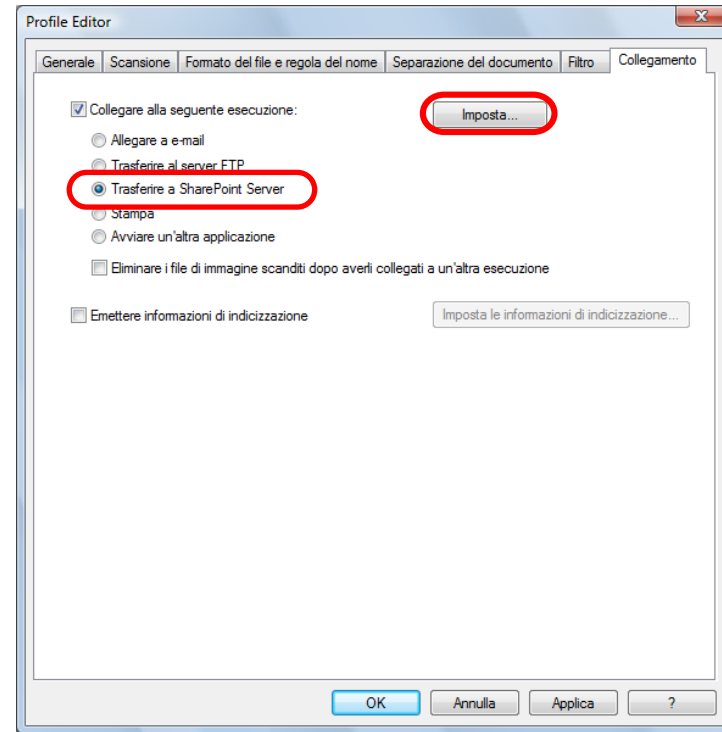 Profile Editor
Generale Scansione Formato del file e regola del nome Separazione del documento Filtro Collegamento
Collegare alla seguente esecuzione: Imposta...
Allegare a e-mail
Trasferire al server FTP
Trasferire a SharePoint Server
Stampa
Avviare un'altra applicazione
Eliminare i file di immagine scanditi dopo averli collegati a un'altra esecuzione
Emettere informazioni di indicizzazione Imposta le informazioni di indicizzazione...
OK Annulla Applica ?